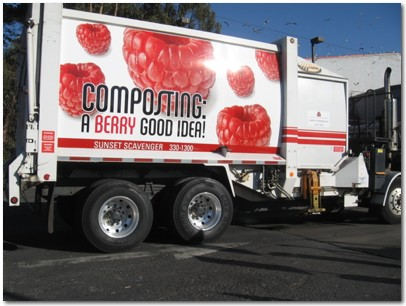 COMPOSTING:
A BERRY GOOD IDEA!
SUNSET SCAVENGER 330-1300